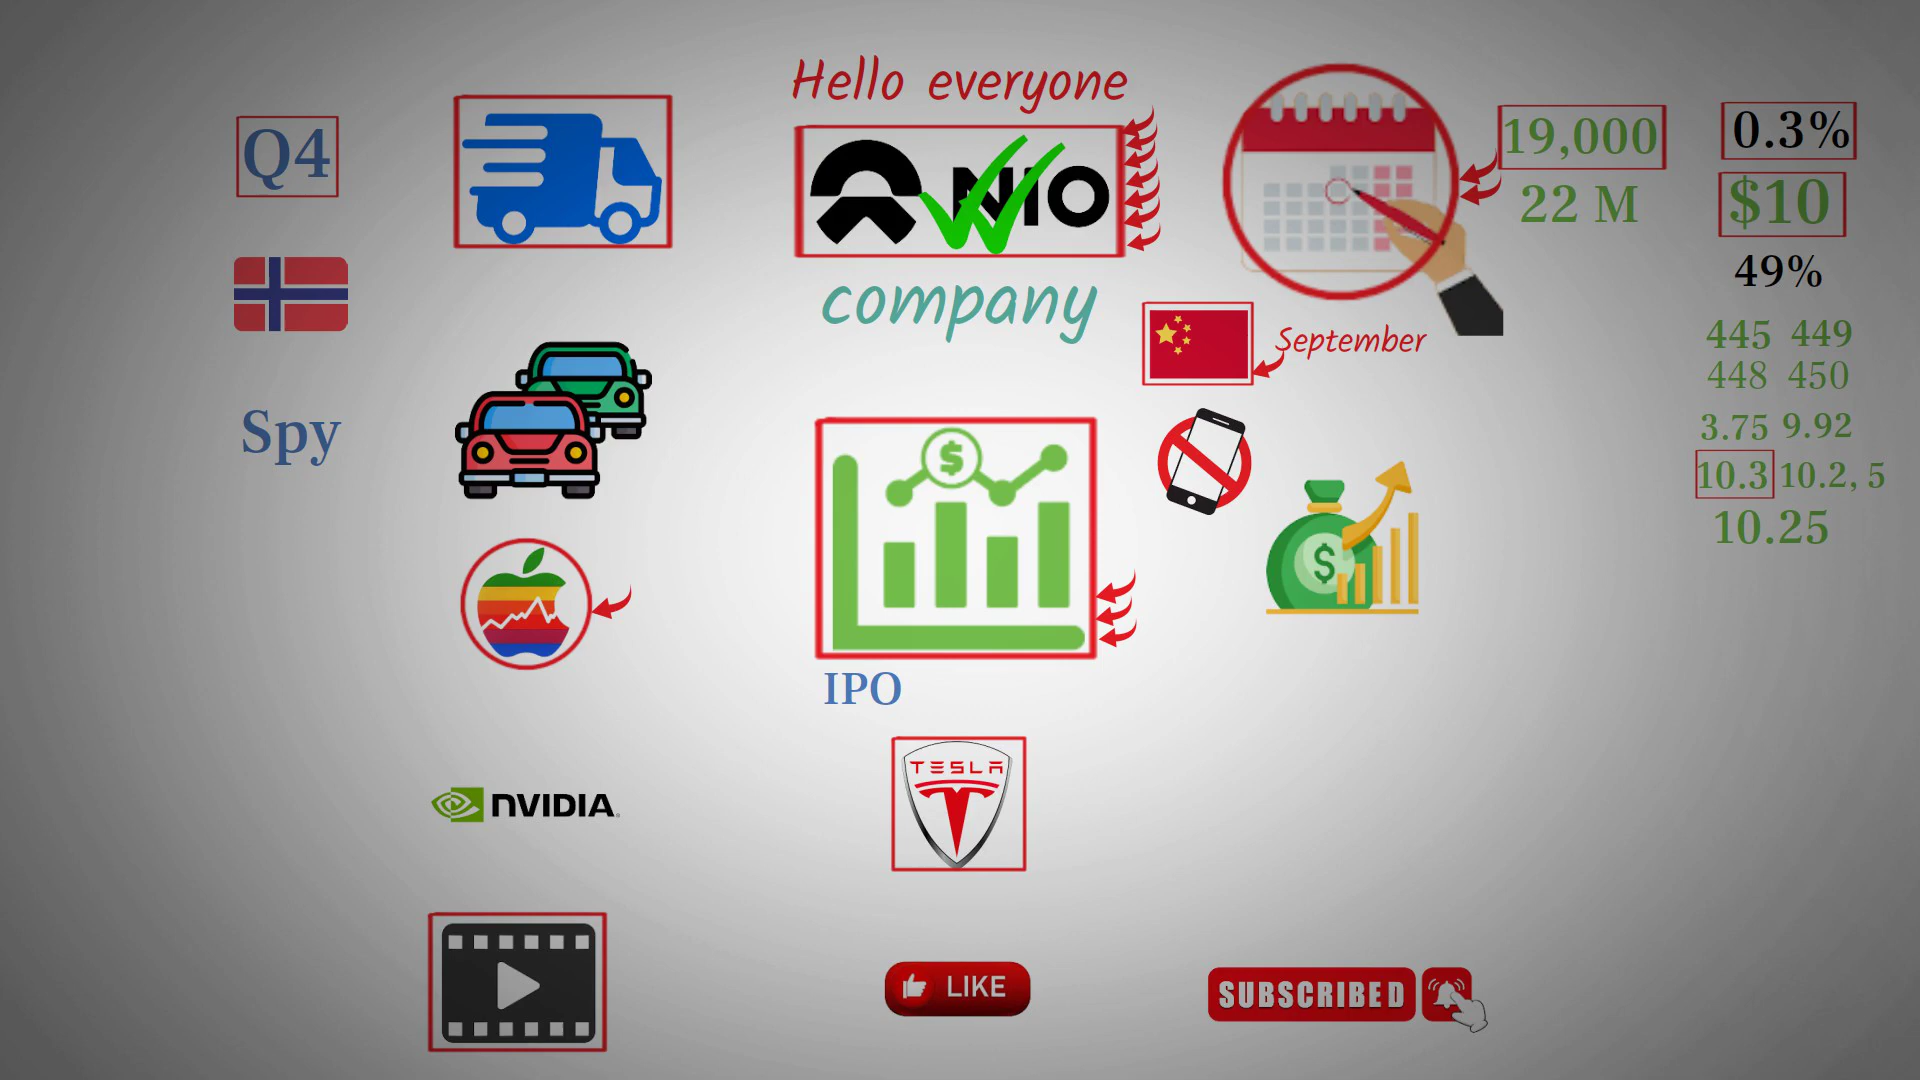 Hello everyone
Q4
NIO
19,000
0.3%
22 M
$10
49%
company
September
445 449
448 450
Spy
3.75 9.92
$
10.3 10.2, 5
10.25
$
IPO
TESLA
NVIDIA.
LIKE
SUBSCRIBED